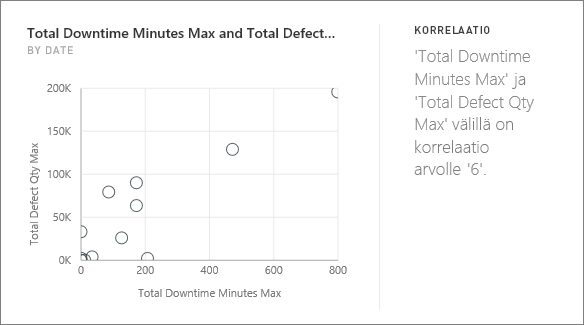 Total Downtime Minutes Max and Total Defect...
BY DATE
Total Defect Qty Max
200K
150K
100K
50K
0K
0 200 400 600 800
Total Downtime Minutes Max
KORRELAATIO
'Total Downtime
Minutes Max' ja
'Total Defect Qty
Max' välillä on
korrelaatio
arvolle '6'.